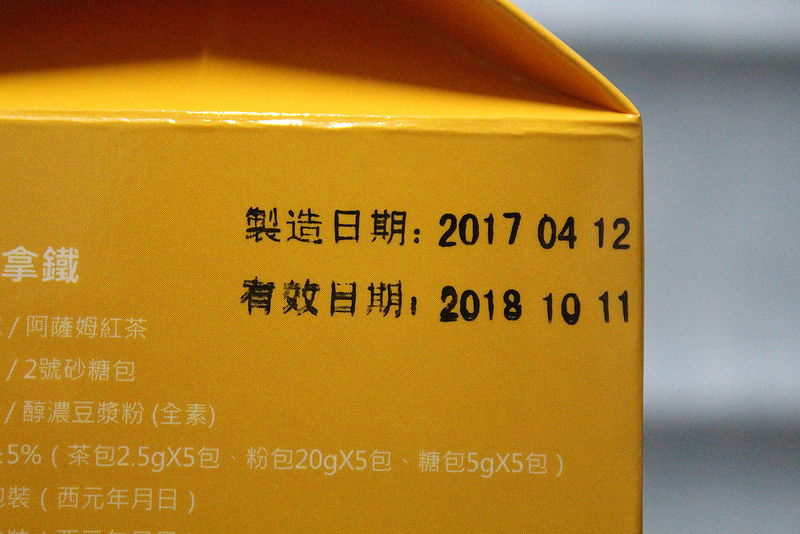 製造日期: 2017 04 12
有效日期: 2018 10 11
拿鐵
/ 阿薩姆紅茶
/ 2號砂糖包
/ 醇濃豆漿粉 (全素)
5% ( 茶包2.5gX5包、粉包20gX5包、糖包5gX5包 )
包裝 ( 西元年月日 )